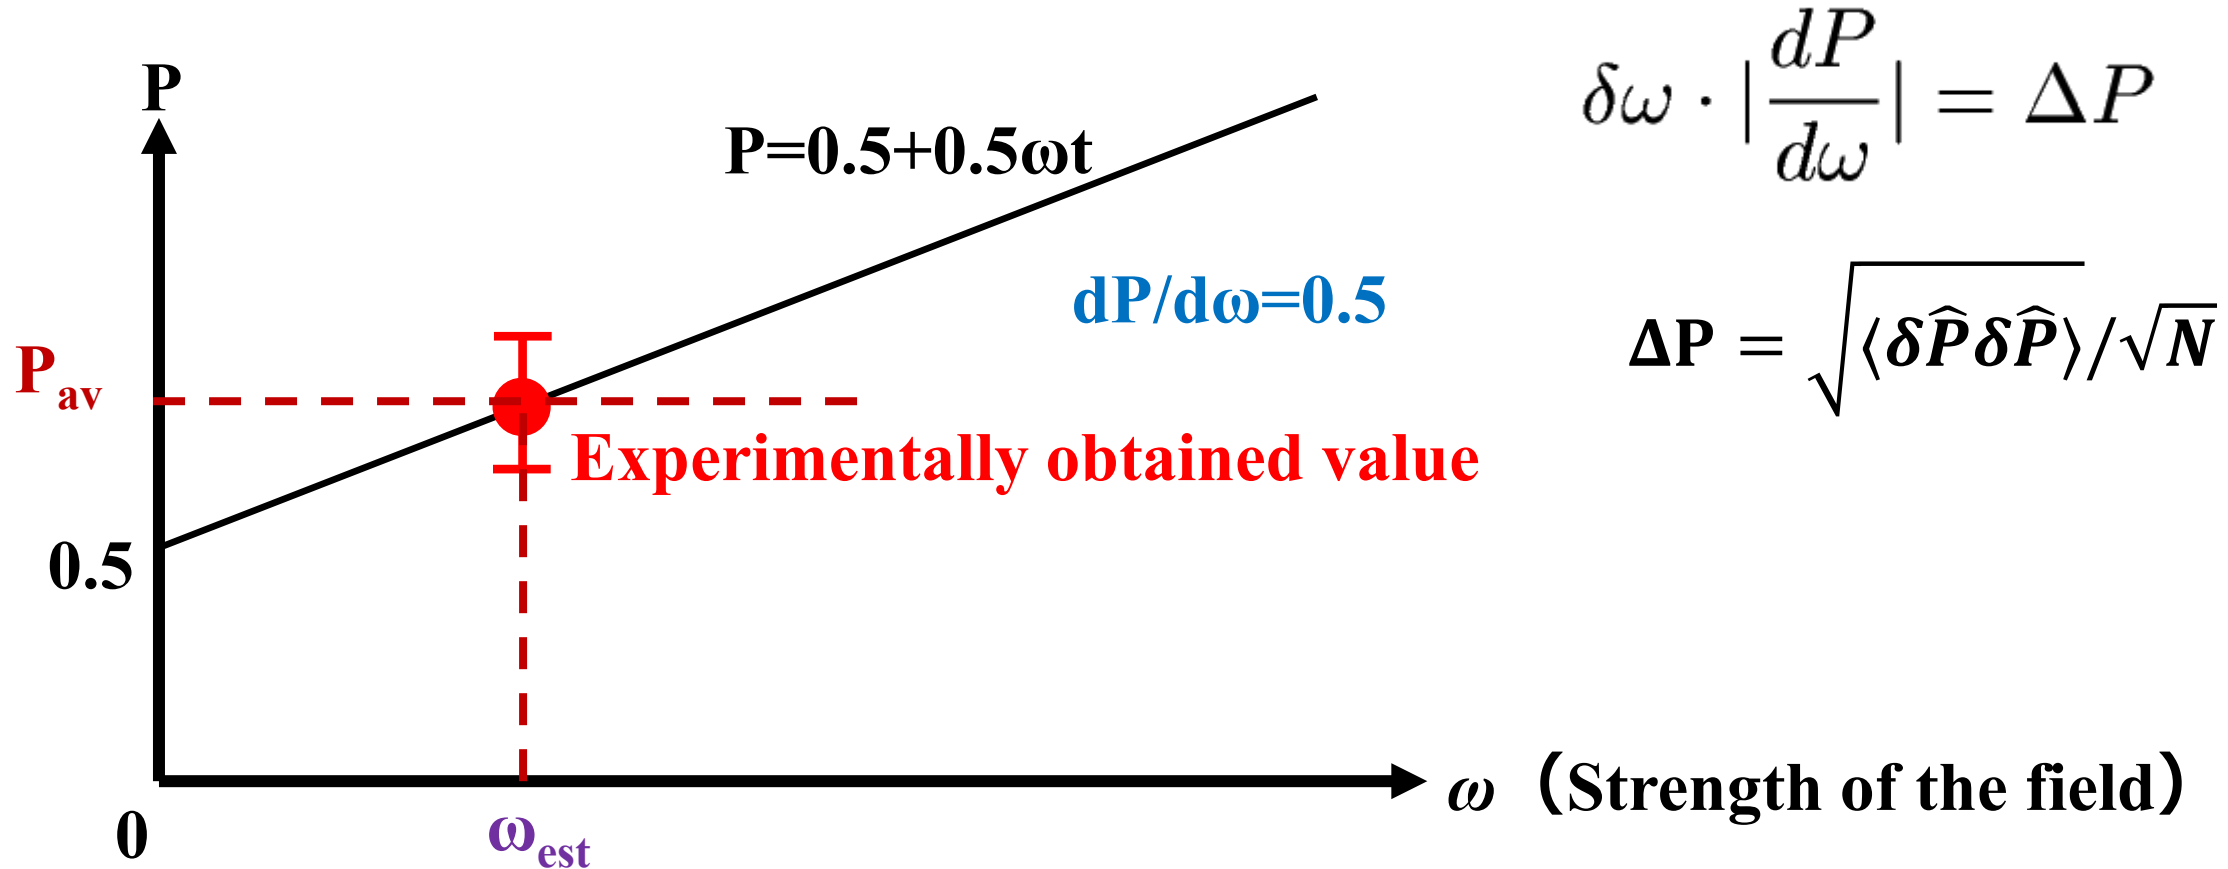 δω · |dP/dω| = ΔP
P
P=0.5+0.5ωt
dP/dω=0.5
ΔP = √⟨δP̂δP̂⟩/√N
P_av
Experimentally obtained value
0.5
ω（Strength of the field）
0
ω_est